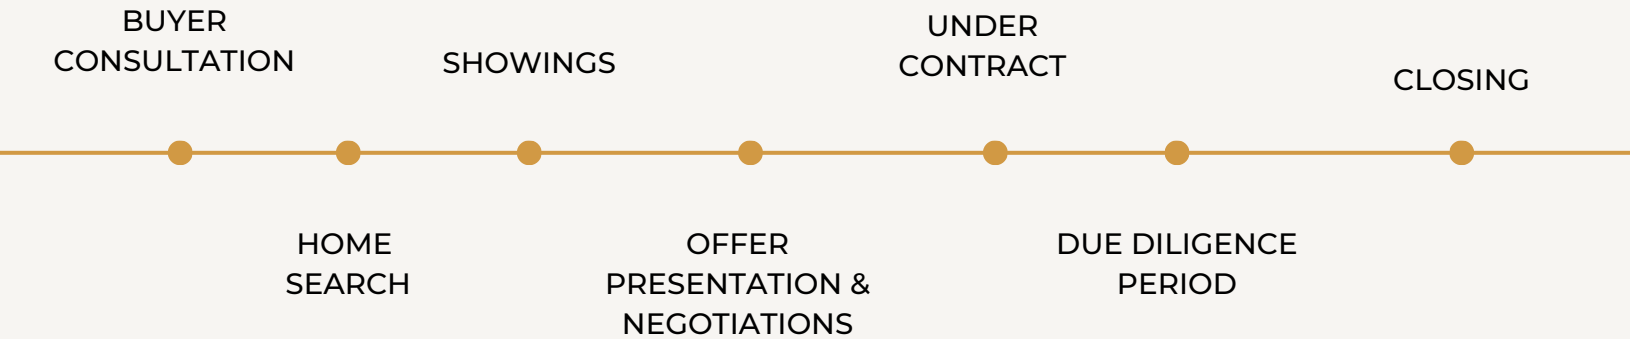 BUYER
CONSULTATION
HOME
SEARCH
SHOWINGS
OFFER
PRESENTATION &
NEGOTIATIONS
UNDER
CONTRACT
DUE DILIGENCE
PERIOD
CLOSING